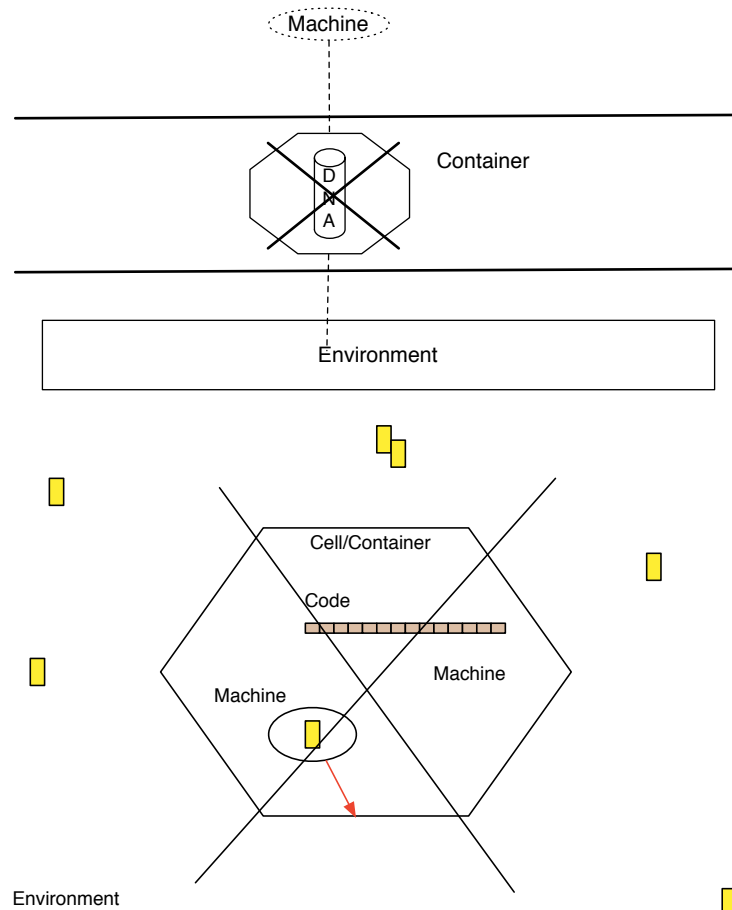 Machine
Container
D
N
A
Environment
Cell/Container
Code
Machine
Machine
Environment